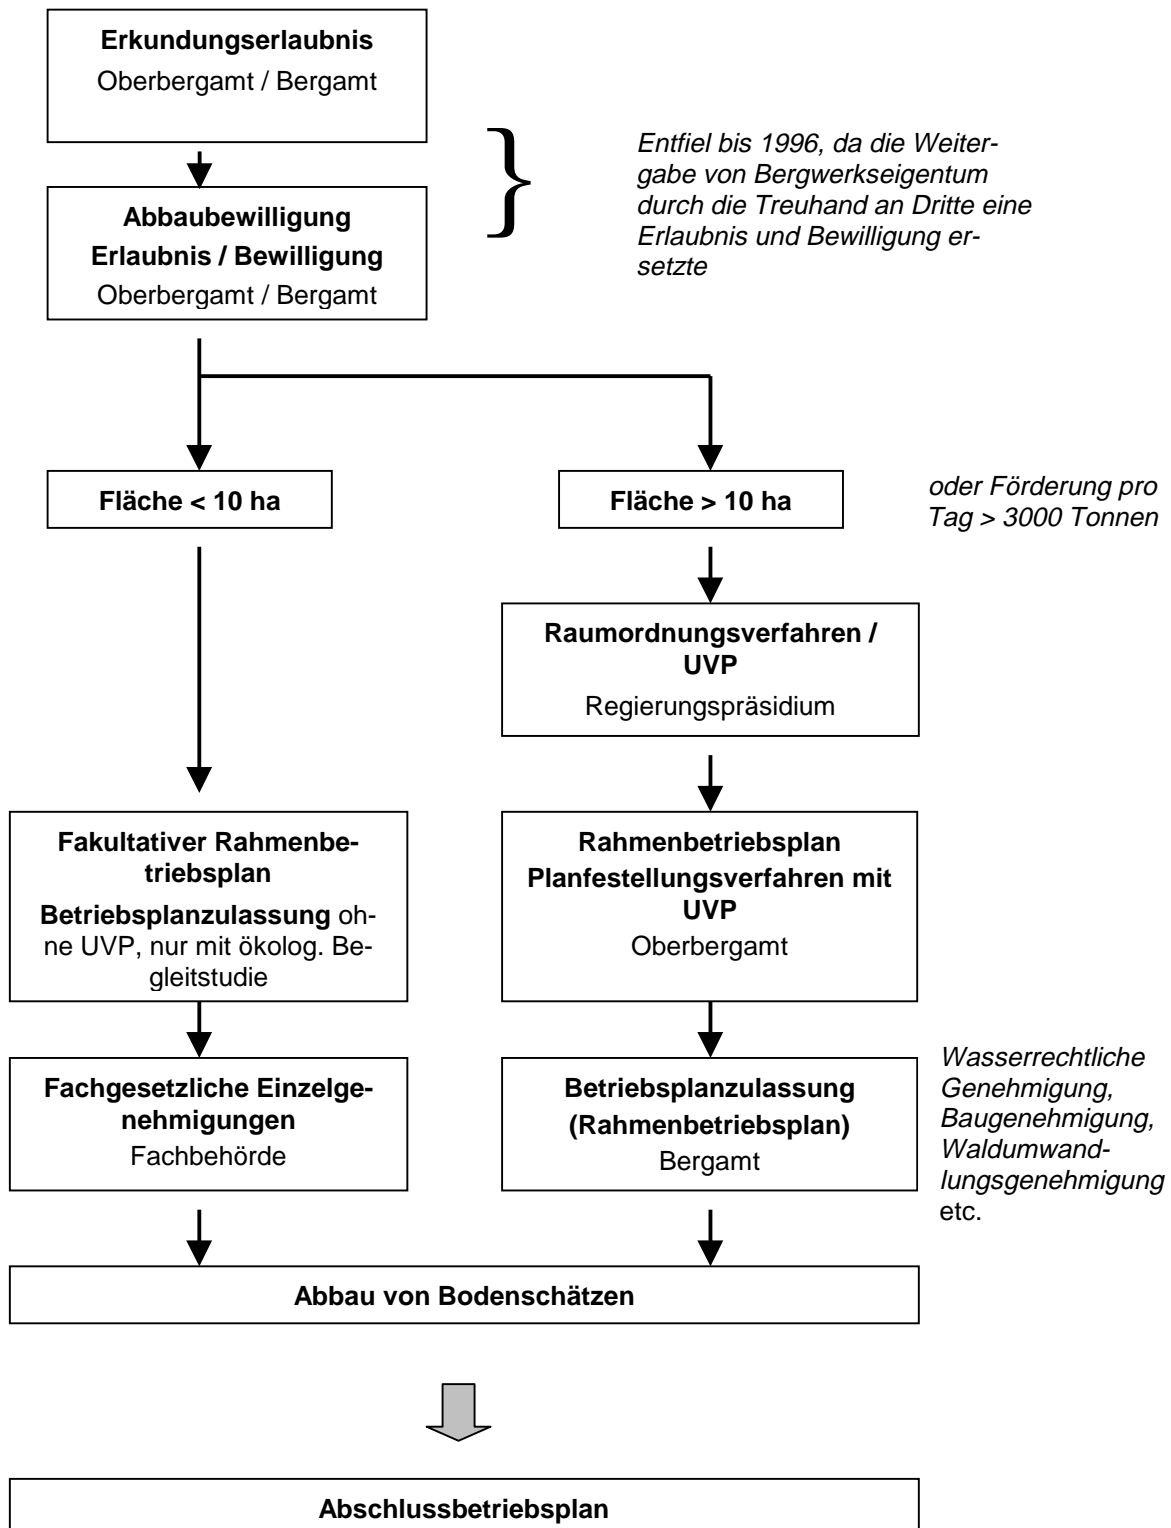 Erkundungserlaubnis
Oberbergamt / Bergamt
}
Entfiel bis 1996, da die Weiter-
gabe von Bergwerkseigentum
durch die Treuhand an Dritte eine
Erlaubnis und Bewilligung er-
setzte
Abbaubewilligung
Erlaubnis / Bewilligung
Oberbergamt / Bergamt
Fläche < 10 ha
Fläche > 10 ha
oder Förderung pro
Tag > 3000 Tonnen
Raumordnungsverfahren /
UVP
Regierungspräsidium
Fakultativer Rahmenbe-
triebsplan
Betriebsplanzulassung oh-
ne UVP, nur mit ökolog. Be-
gleitstudie
Rahmenbetriebsplan
Planfestellungsverfahren mit
UVP
Oberbergamt
Fachgesetzliche Einzelge-
nehmigungen
Fachbehörde
Betriebsplanzulassung
(Rahmenbetriebsplan)
Bergamt
Wasserrechtliche
Genehmigung,
Baugenehmigung,
Waldumwand-
lungsgenehmigung
etc.
Abbau von Bodenschätzen
Abschlussbetriebsplan